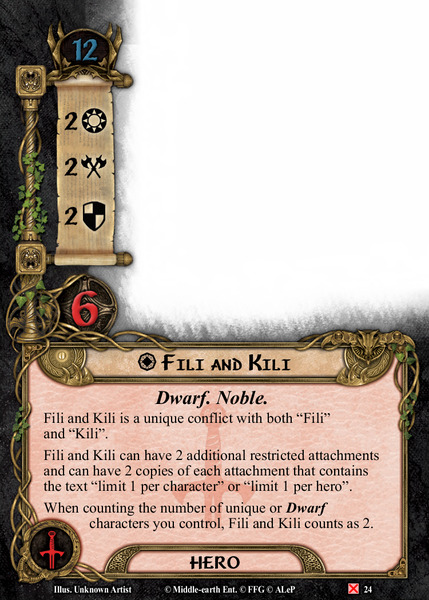 12
2
2
2
6
Fili and Kili
Dwarf. Noble.
Fili and Kili is a unique conflict with both “Fili”
and “Kili”.
Fili and Kili can have 2 additional restricted attachments
and can have 2 copies of each attachment that contains
the text “limit 1 per character” or “limit 1 per hero”.
When counting the number of unique or Dwarf
characters you control, Fili and Kili counts as 2.
HERO
Illus. Unknown Artist © Middle-earth Ent. © FFG © ALeP 24